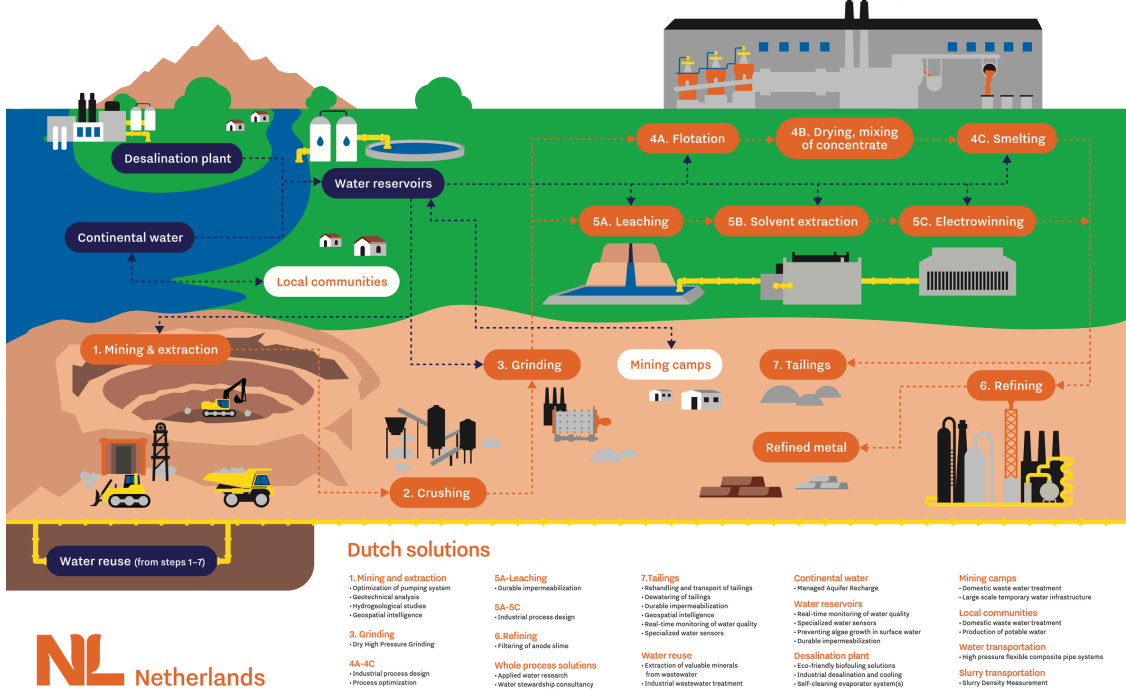 4A. Flotation
4B. Drying, mixing
of concentrate
4C. Smelting
Desalination plant
Water reservoirs
5A. Leaching
5B. Solvent extraction
5C. Electrowinning
Continental water
Local communities
1. Mining & extraction
3. Grinding
Mining camps
7. Tailings
6. Refining
Refined metal
2. Crushing
Water reuse (from steps 1–7)
Dutch solutions
1. Mining and extraction
• Optimization of pumping system
• Geotechnical analysis
• Hydrogeological studies
• Geospatial intelligence
3. Grinding
• Dry High Pressure Grinding
4A-4C
• Industrial process design
• Process optimization
5A-Leaching
• Durable impermeabilization
5A-5C
• Industrial process design
6.Refining
• Filtering of anode slime
Whole process solutions
• Applied water research
• Water stewardship consultancy
7.Tailings
• Rehandling and transport of tailings
• Dewatering of tailings
• Durable impermeabilization
• Geospatial intelligence
• Real-time monitoring of water quality
• Specialized water sensors
Water reuse
• Extraction of valuable minerals
from wastewater
• Industrial wastewater treatment
Continental water
• Managed Aquifer Recharge
Water reservoirs
• Real-time monitoring of water quality
• Specialized water sensors
• Preventing algae growth in surface water
• Durable impermeabilization
Desalination plant
• Eco-friendly biofouling solutions
• Industrial desalination and cooling
• Self-cleaning evaporator system(s)
Mining camps
• Domestic waste water treatment
• Large scale temporary water infrastructure
Local communities
• Domestic waste water treatment
• Production of potable water
Water transportation
• High pressure flexible composite pipe systems
Slurry transportation
• Slurry Density Measurement
NL Netherlands